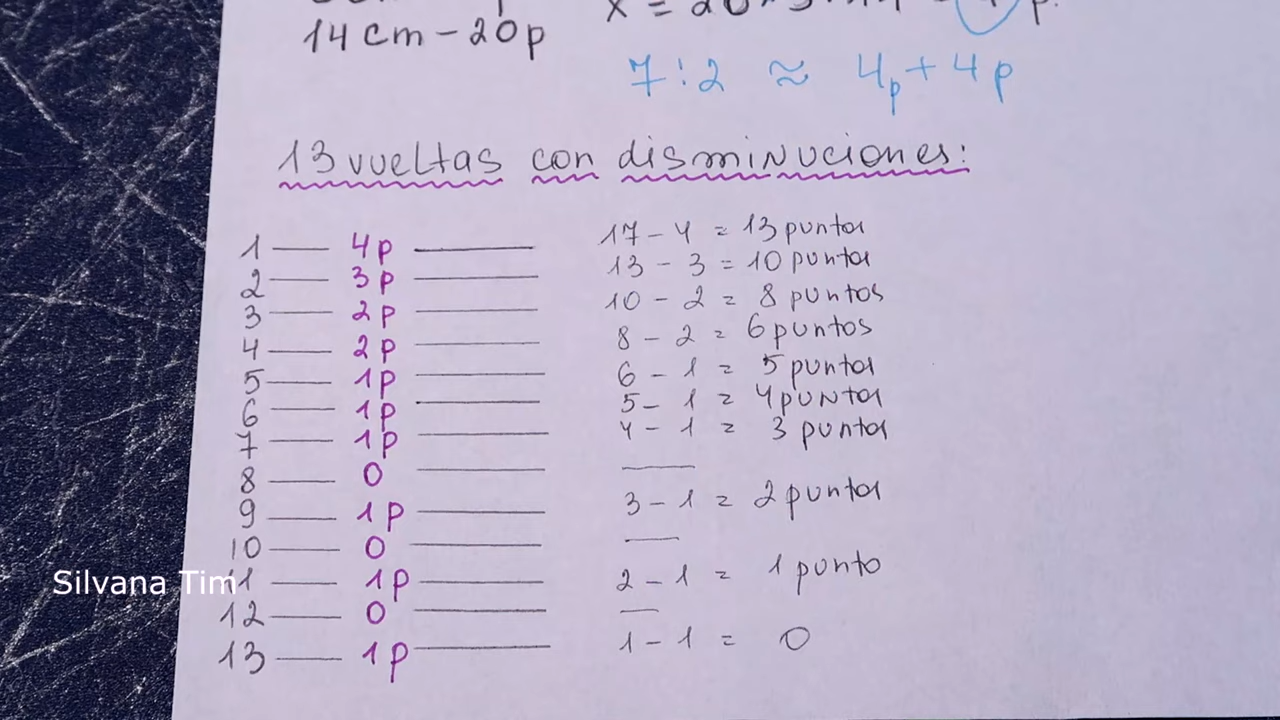 14cm - 20p
7:2 ≈ 4p + 4p
13 vueltas con disminuciones:
1 — 4p — 17 - 4 = 13 puntos
2 — 3p — 13 - 3 = 10 puntos
3 — 2p — 10 - 2 = 8 puntos
4 — 2p — 8 - 2 = 6 puntos
5 — 1p — 6 - 1 = 5 puntos
6 — 1p — 5 - 1 = 4 puntos
7 — 1p — 4 - 1 = 3 puntos
8 — 0 — —
9 — 1p — 3 - 1 = 2 puntos
10 — 0 — —
11 — 1p — 2 - 1 = 1 punto
12 — 0 — —
13 — 1p — 1 - 1 = 0
Silvana Tim